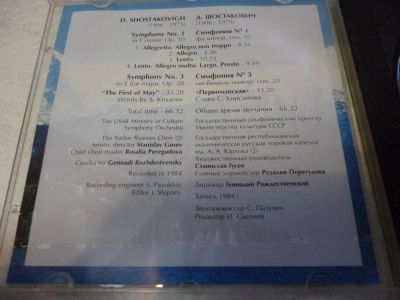 D. SHOSTAKOVIGH
(1906 - 1975)
Symphony No. 1
in F minor, Op. 10
1. Allegretto. Allegro non troppo - 8.34
2. Allegro - 4.36
3. Lento - 10.23
4. Lento. Allegro molto. Largo. Presto - 9.49
Symphony No. 3
in E flat major, Op. 20
"The First of May" - 33.20
Words by S. Kirsanov
Total time - 66.32
The USSR Ministry of Culture
Symphony Orchestra
The Yurlov Russian Choir (2)
Artistic director Stanislav Gusev
Chief choir master Rosalia Peregudova
Conductor Gennadi Rozhdestvensky
Recorded in 1984
Recording engineer S. Pazukhin
Editor I. Slepnev
Д. ШОСТАКОВИЧ
(1906 - 1975)
Симфония N° 1
фа минор, соч. 10
Симфония N° 3
ми-бемоль мажор, соч. 20
"Первомайская" - 33.20
Слова С. Кирсанова
Общее время звучания - 66.32
Государственный симфонический оркестр
Министерства культуры СССР
Государственная республиканская
академическая русская хоровая капелла
им. А. А. Юрлова (2)
Художественный руководитель
Станислав Гусев
Главный хормейстер Розалия Перегудова
Дирижер Геннадий Рождественский
Запись 1984 г.
Звукорежиссер С. Пазухин
Редактор И. Слепнев